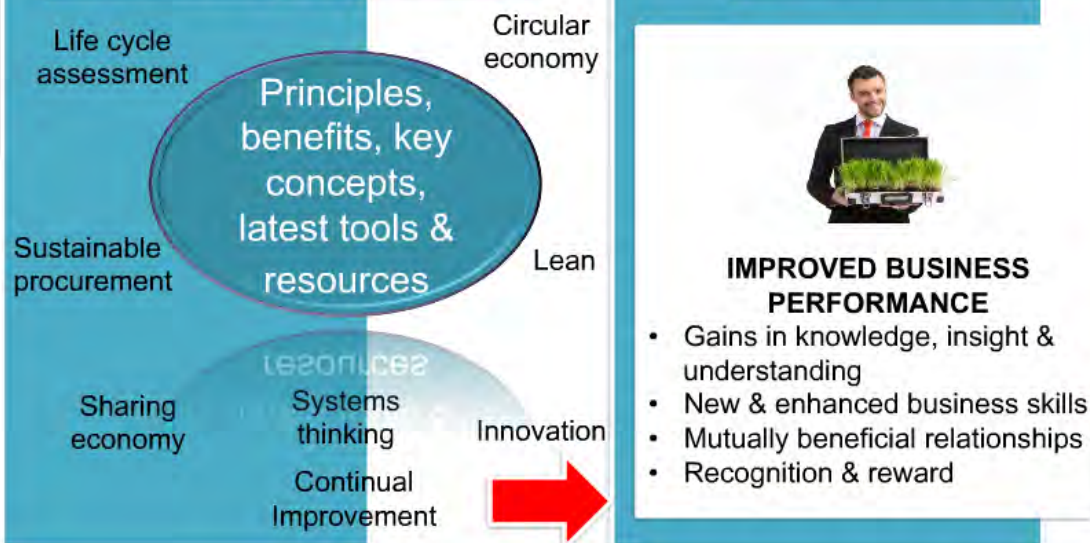 Life cycle
assessment
Circular
economy
Principles,
benefits, key
concepts,
latest tools &
resources
Sustainable
procurement
Lean
resources
Sharing
economy
Systems
thinking
Innovation
Continual
Improvement
IMPROVED BUSINESS
PERFORMANCE
• Gains in knowledge, insight &
understanding
• New & enhanced business skills
• Mutually beneficial relationships
• Recognition & reward